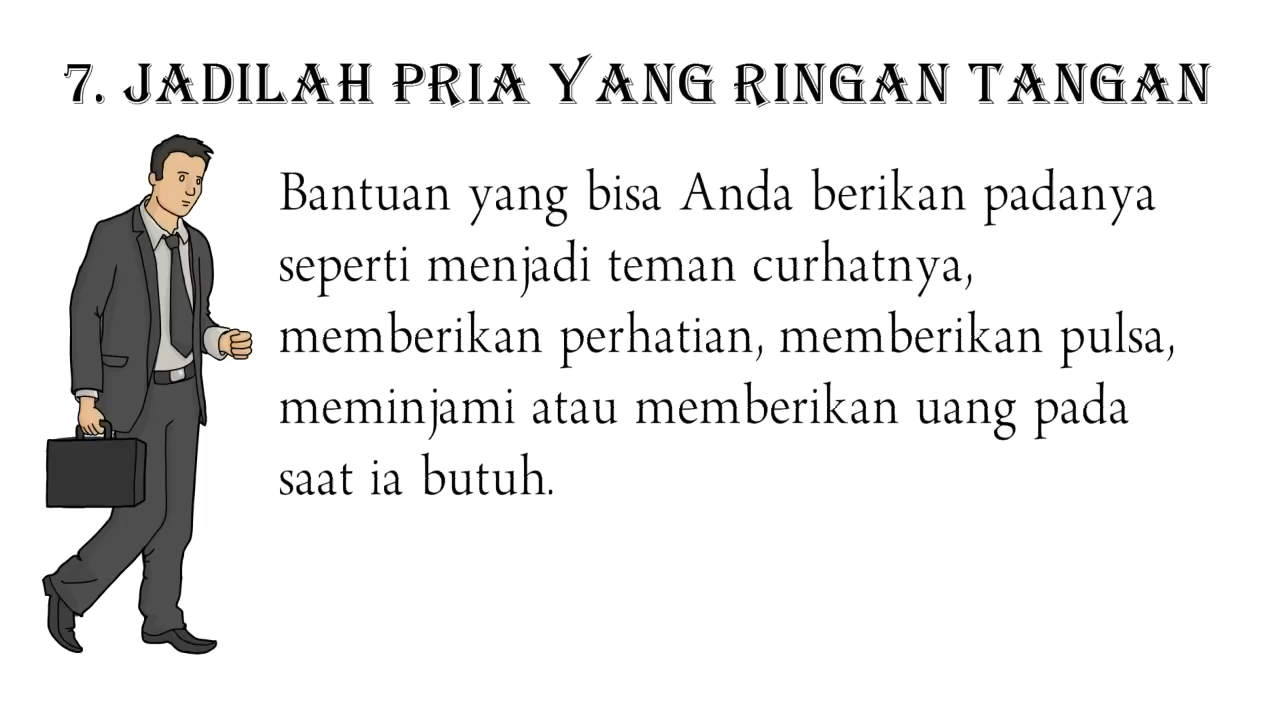 7. JADILAH PRIA YANG RINGAN TANGAN
Bantuan yang bisa Anda berikan padanya
seperti menjadi teman curhatnya,
memberikan perhatian, memberikan pulsa,
meminjami atau memberikan uang pada
saat ia butuh.